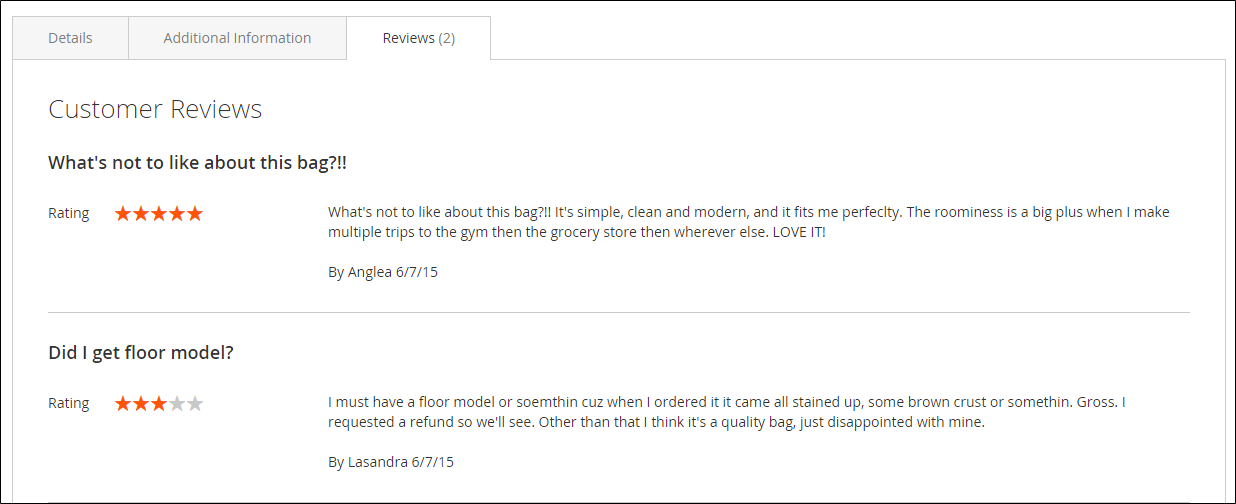 Details
Additional Information
Reviews (2)
Customer Reviews
What's not to like about this bag?!!
Rating
What's not to like about this bag?!! It's simple, clean and modern, and it fits me perfeclty. The roominess is a big plus when I make
multiple trips to the gym then the grocery store then wherever else. LOVE IT!
By Anglea 6/7/15
Did I get floor model?
Rating
I must have a floor model or soemthin cuz when I ordered it it came all stained up, some brown crust or somethin. Gross. I
requested a refund so we'll see. Other than that I think it's a quality bag, just disappointed with mine.
By Lasandra 6/7/15